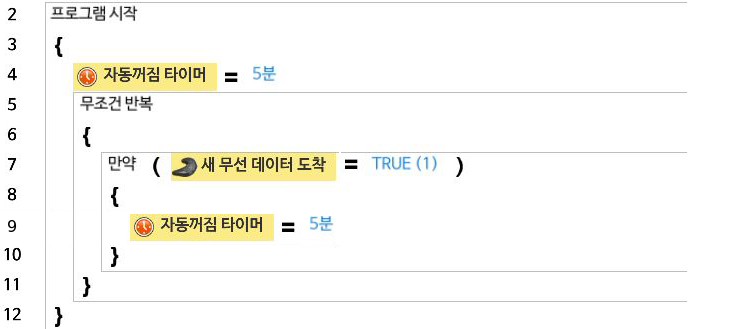 2 프로그램 시작
3 {
4 자동꺼짐 타이머 = 5분
5 무조건 반복
6 {
7 만약 ( 새 무선 데이터 도착 = TRUE (1) )
8 {
9 자동꺼짐 타이머 = 5분
10 }
11 }
12 }